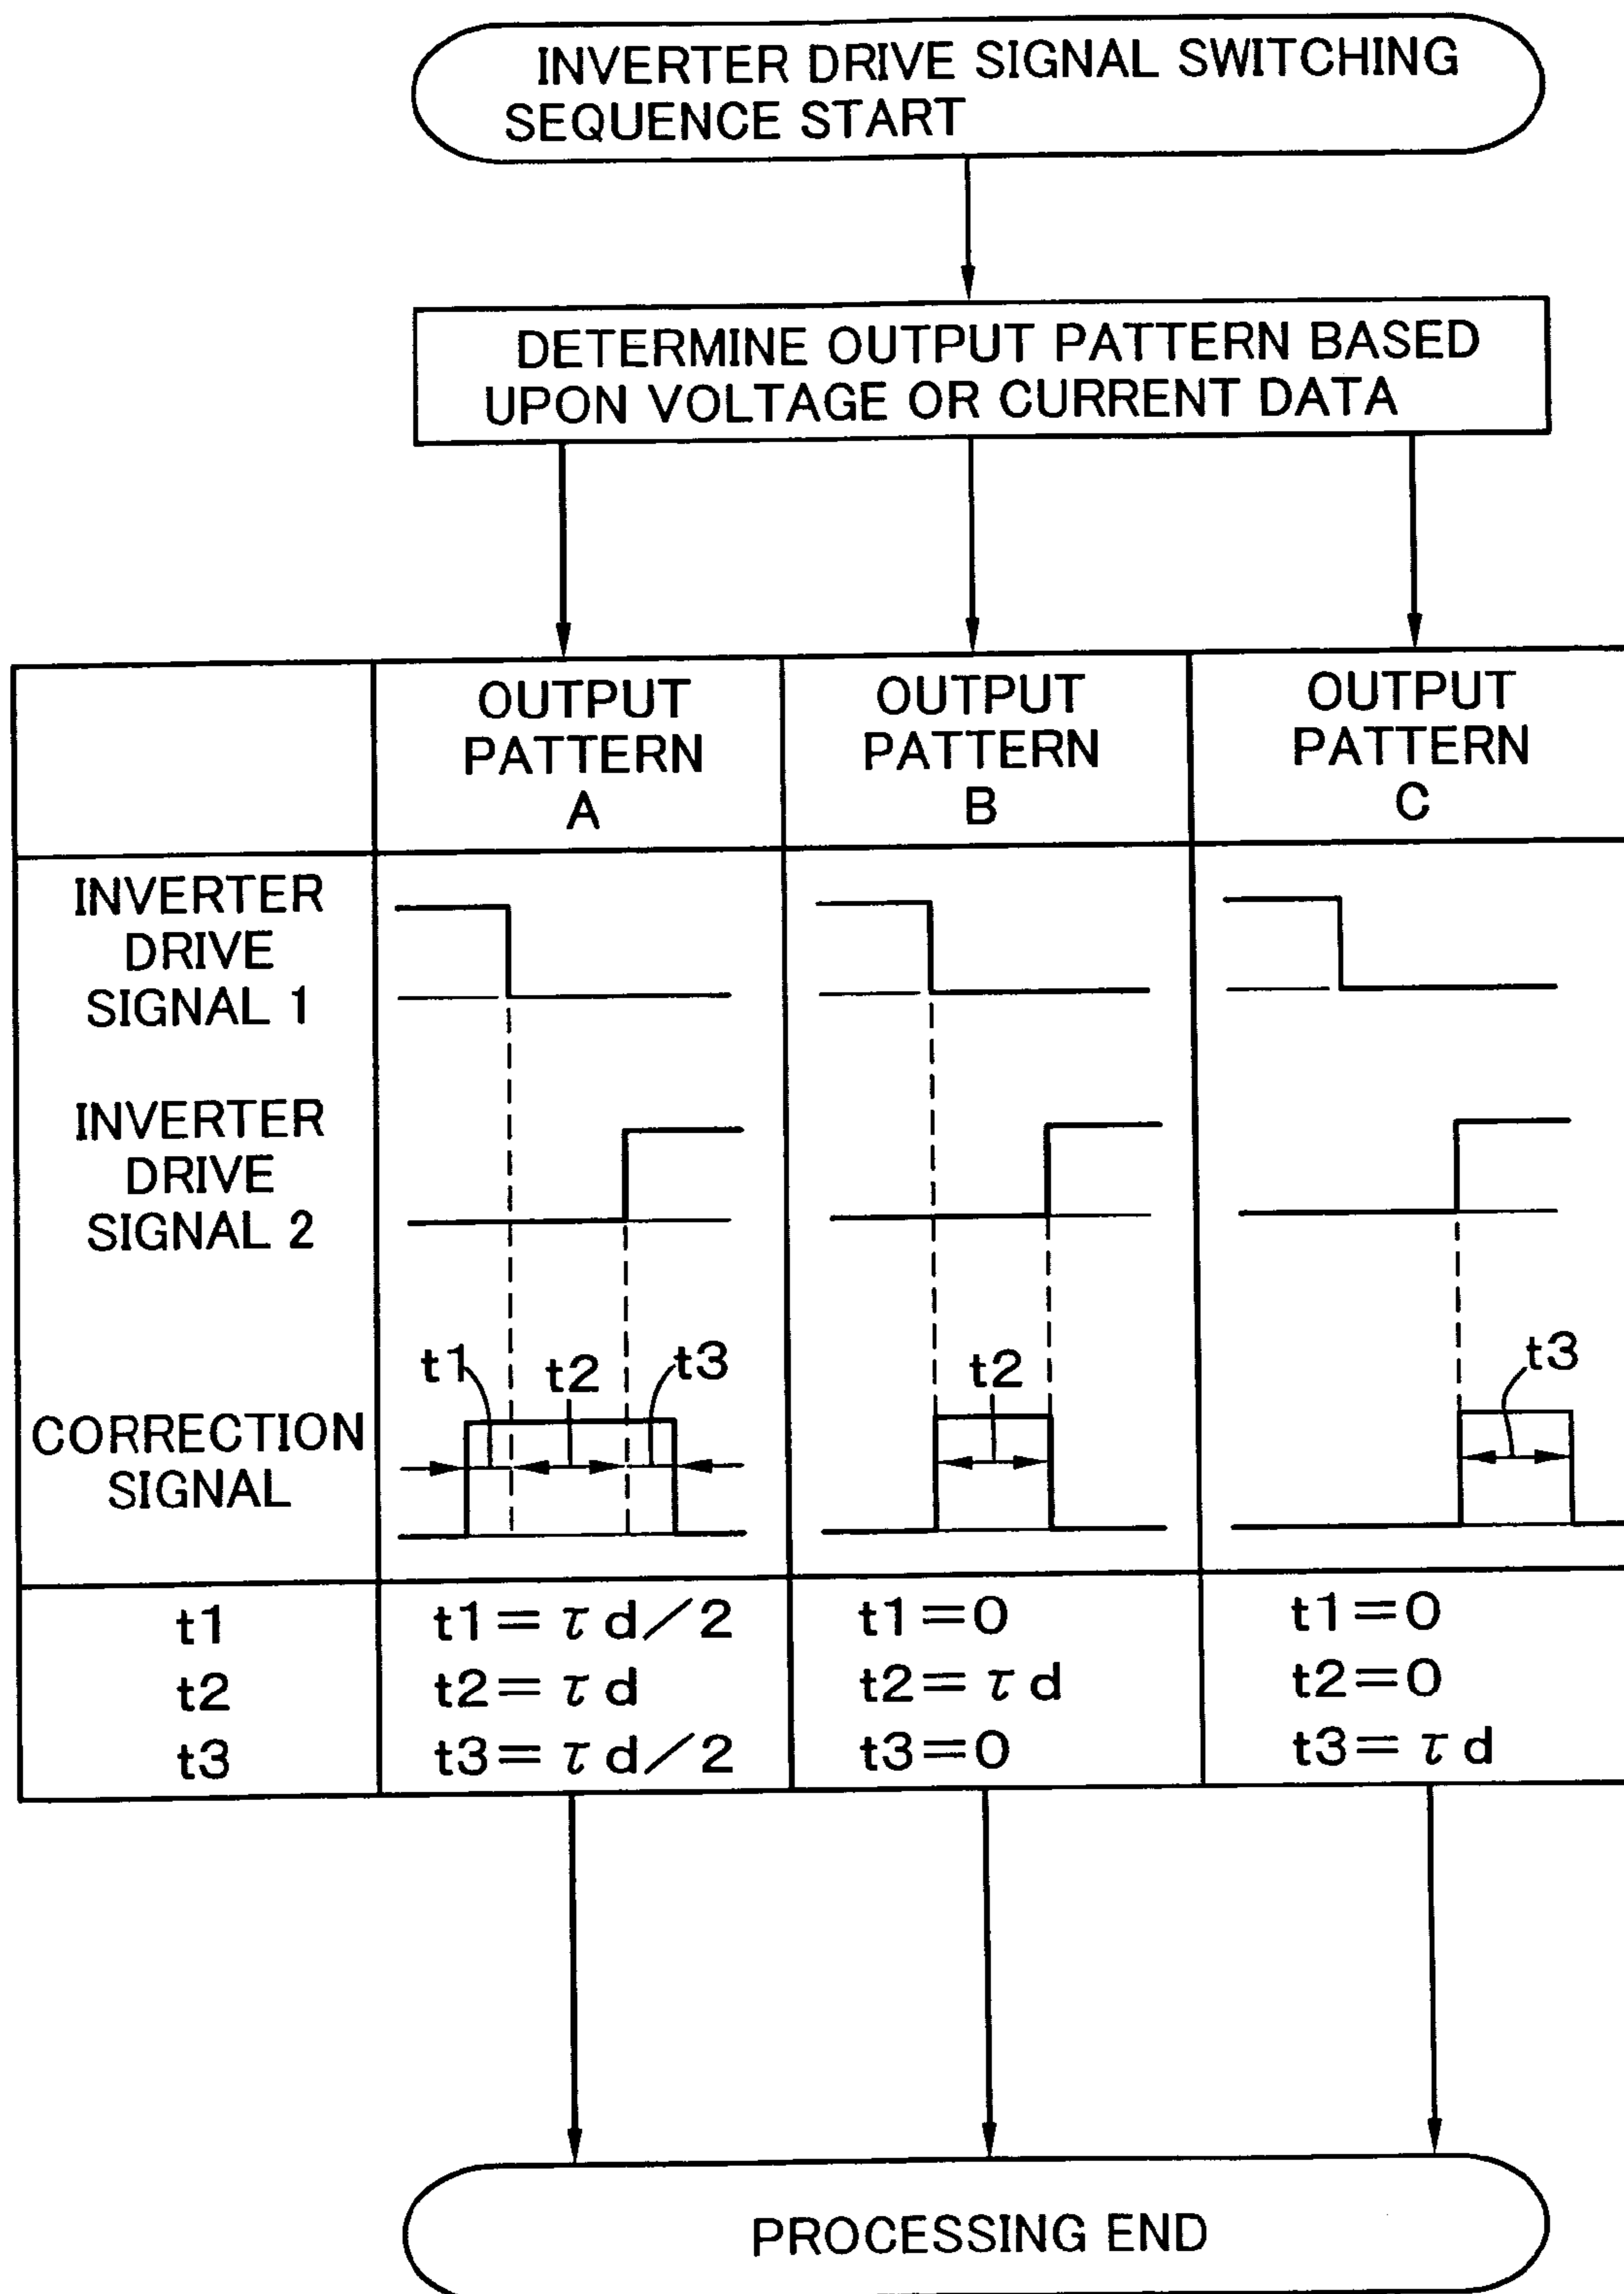 INVERTER DRIVE SIGNAL SWITCHING
SEQUENCE START
DETERMINE OUTPUT PATTERN BASED
UPON VOLTAGE OR CURRENT DATA
OUTPUT
PATTERN
A
OUTPUT
PATTERN
B
OUTPUT
PATTERN
C
INVERTER
DRIVE
SIGNAL 1
INVERTER
DRIVE
SIGNAL 2
CORRECTION
SIGNAL
t1
t2
t3
t2
t3
t1
t2
t3
t1=τd/2
t2=τd
t3=τd/2
t1=0
t2=τd
t3=0
t1=0
t2=0
t3=τd
PROCESSING END